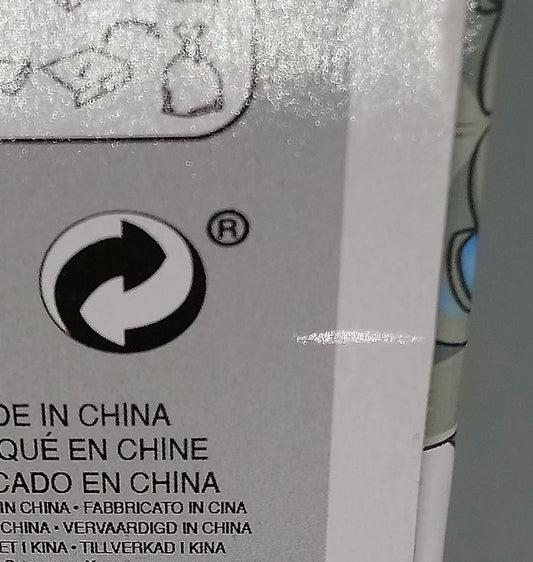 ®
DE IN CHINA
QUÉ EN CHINE
CADO EN CHINA
IN CHINA • FABBRICATO IN CINA
CHINA • VERVAARDIGD IN CHINA
ET I KINA • TILLVERKAD I KINA